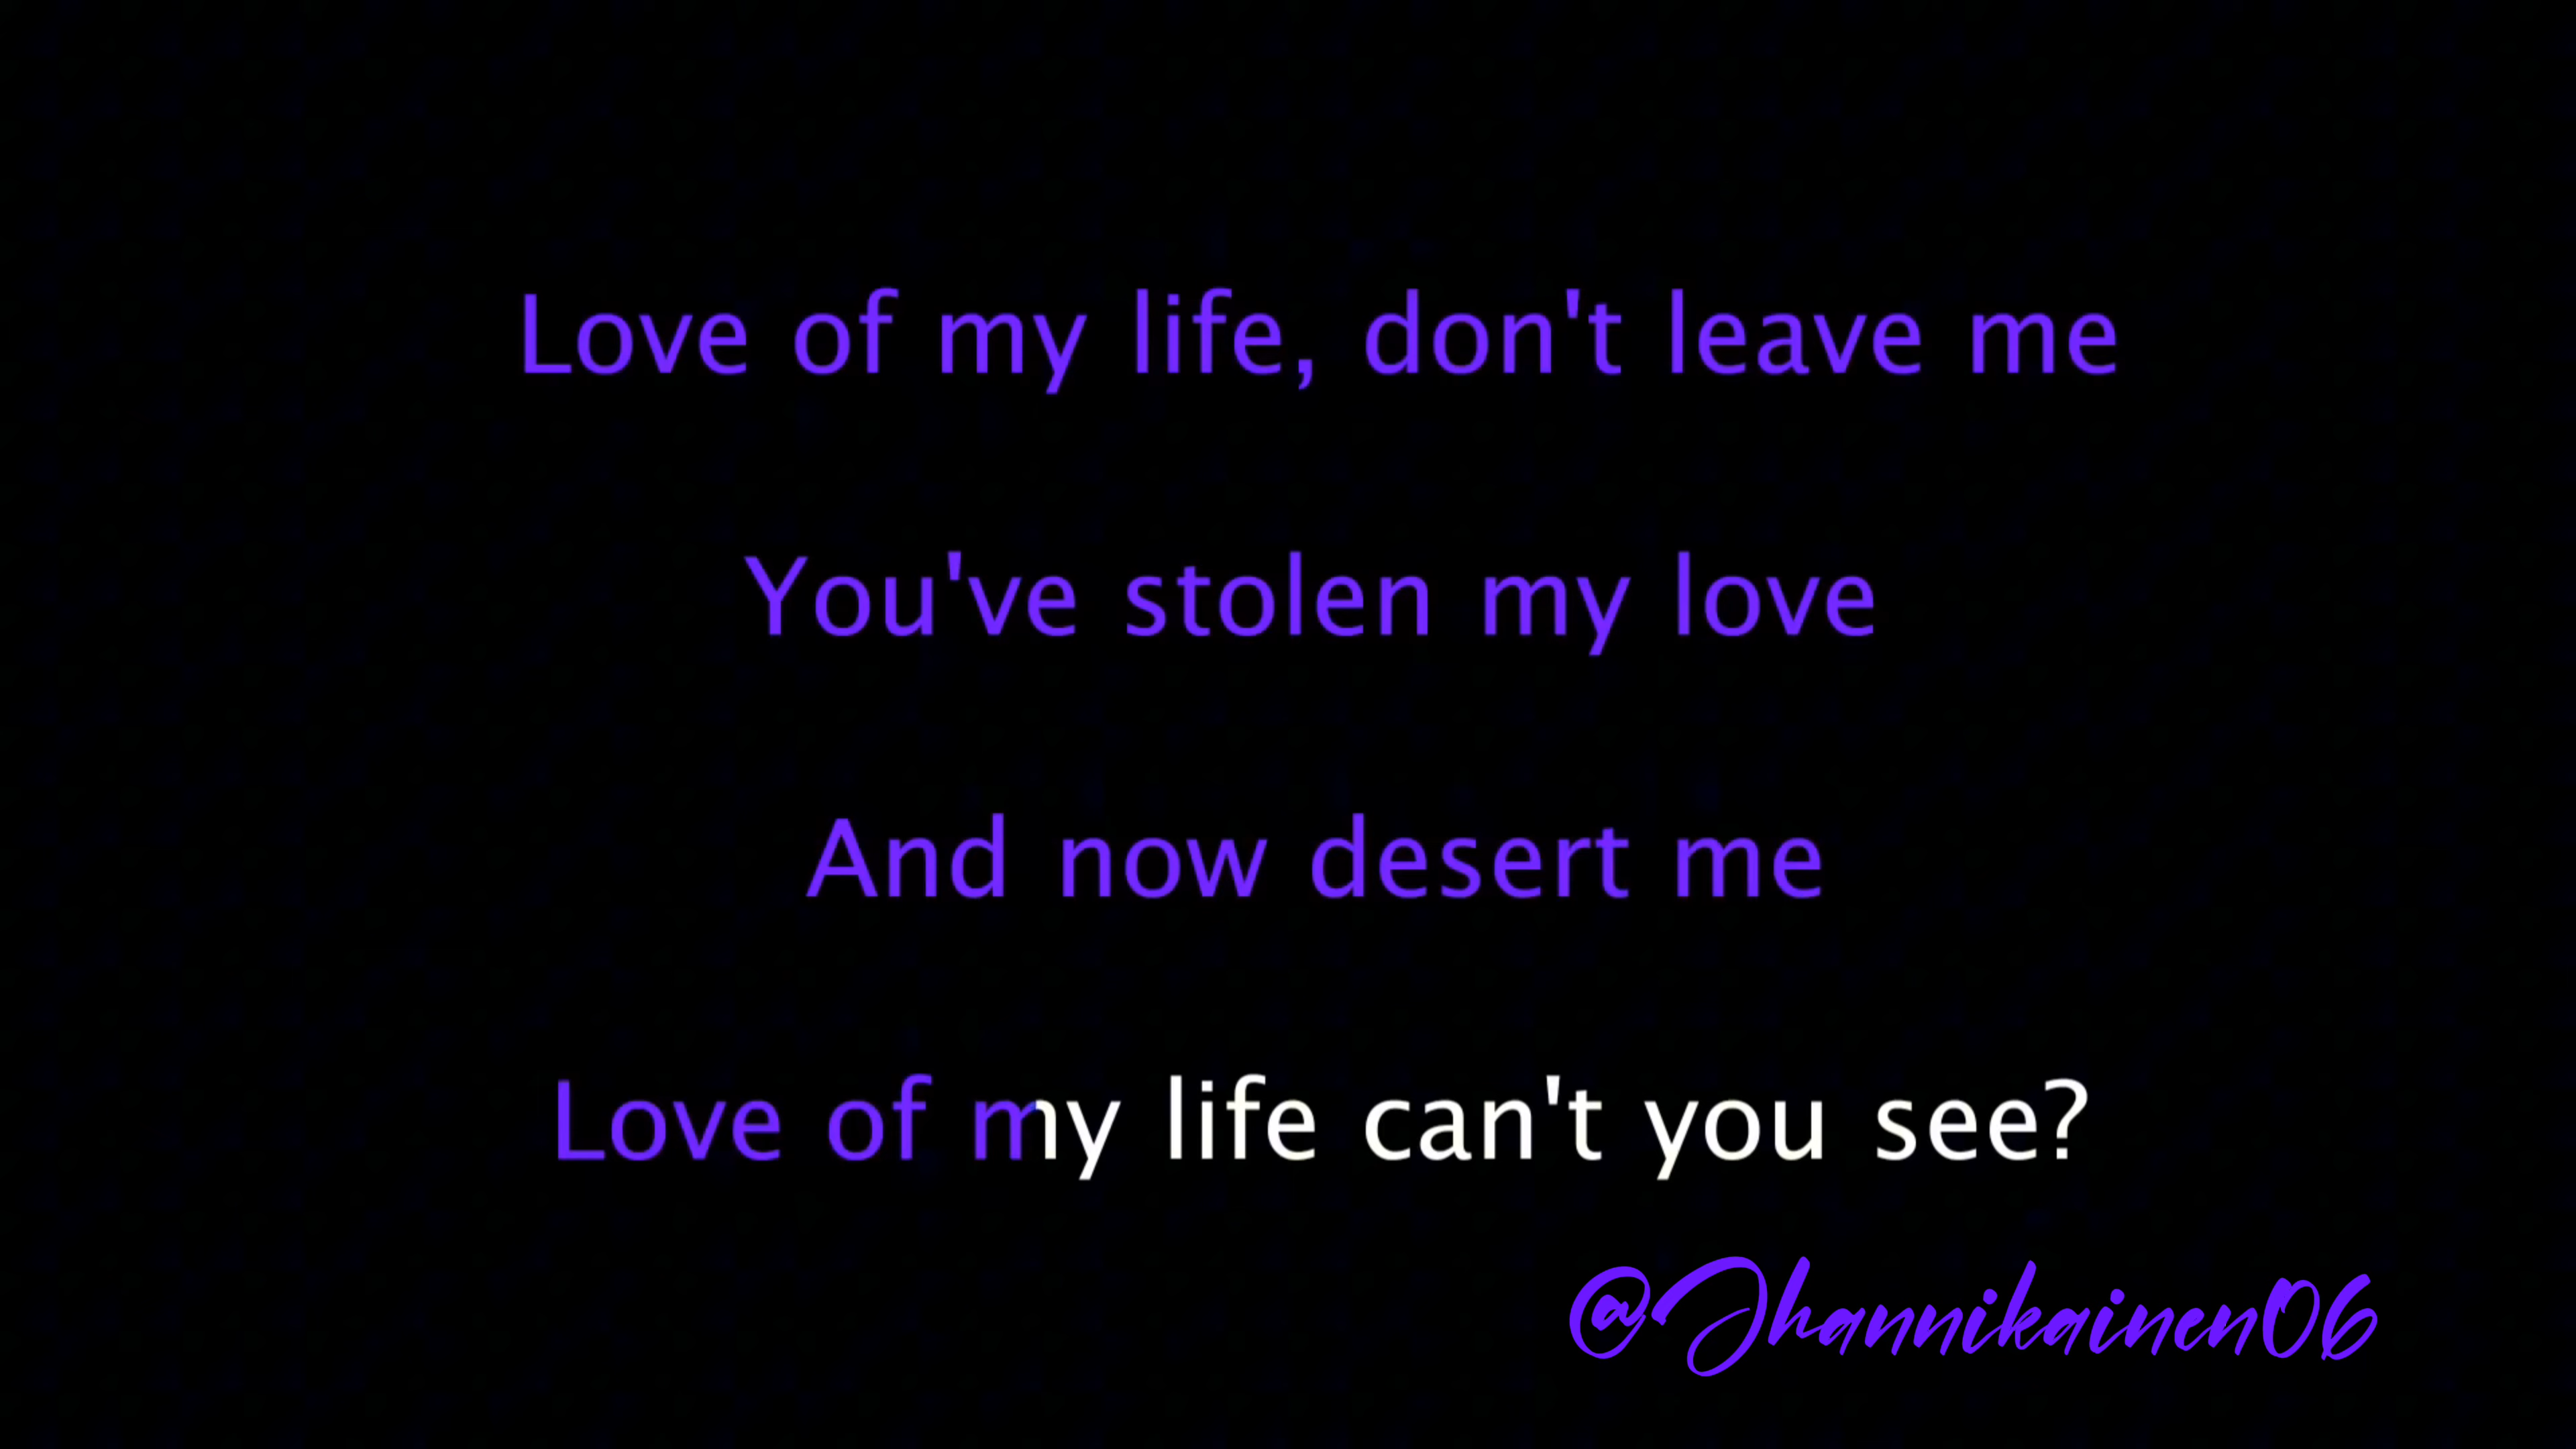 Love of my life, don't leave me
You've stolen my love
And now desert me
Love of my life can't you see?
@Jhannikainen06